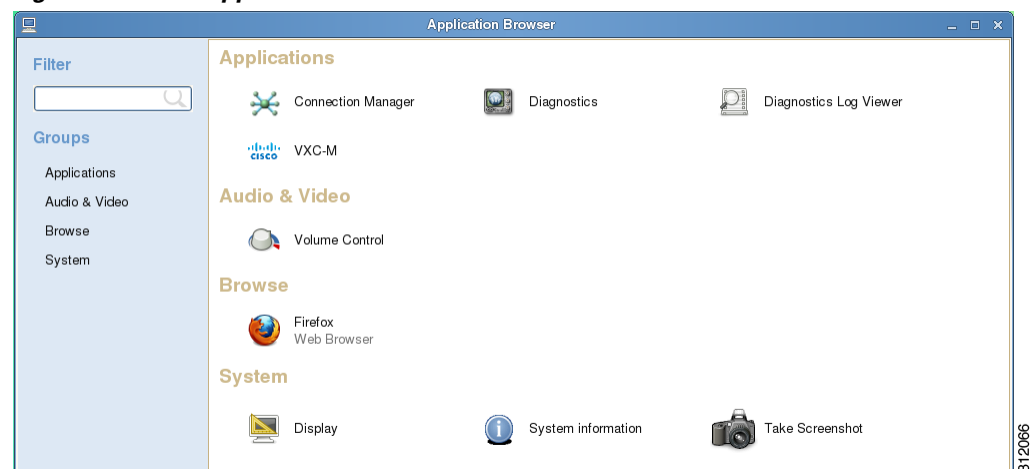 Application Browser
Filter
Groups
Applications
Audio & Video
Browse
System
Applications
Connection Manager
Diagnostics
Diagnostics Log Viewer
CISCO
VXC-M
Audio & Video
Volume Control
Browse
Firefox
Web Browser
System
Display
System information
Take Screenshot